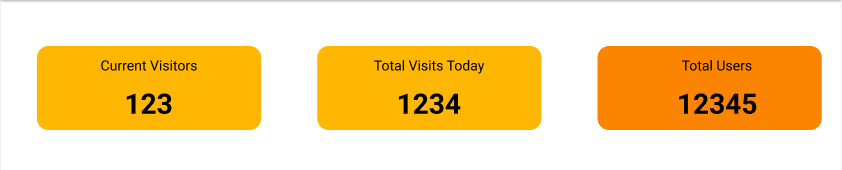 Current Visitors
123
Total Visits Today
1234
Total Users
12345